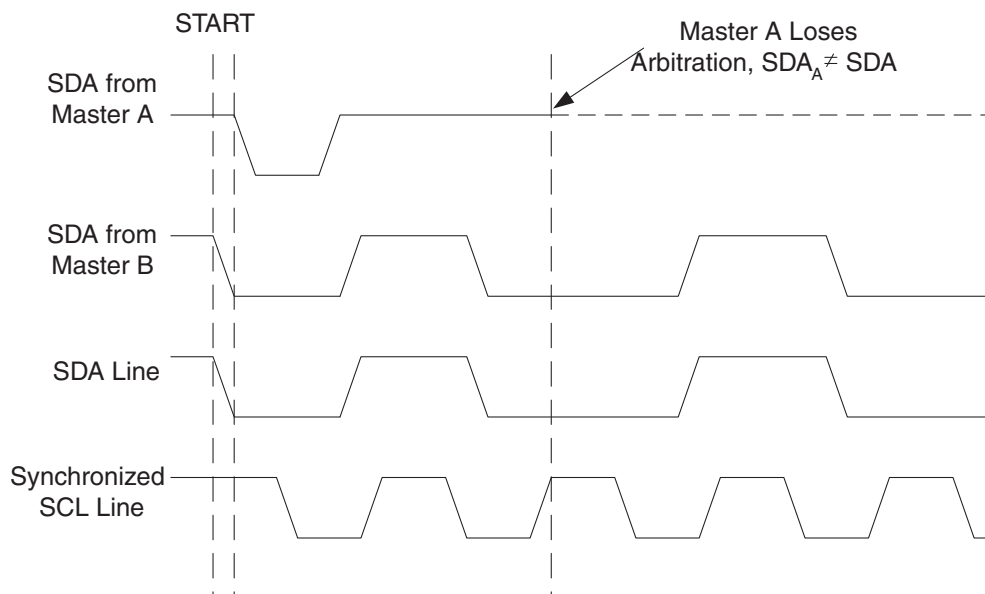 START
Master A Loses
Arbitration, SDA_A ≠ SDA
SDA from
Master A
SDA from
Master B
SDA Line
Synchronized
SCL Line